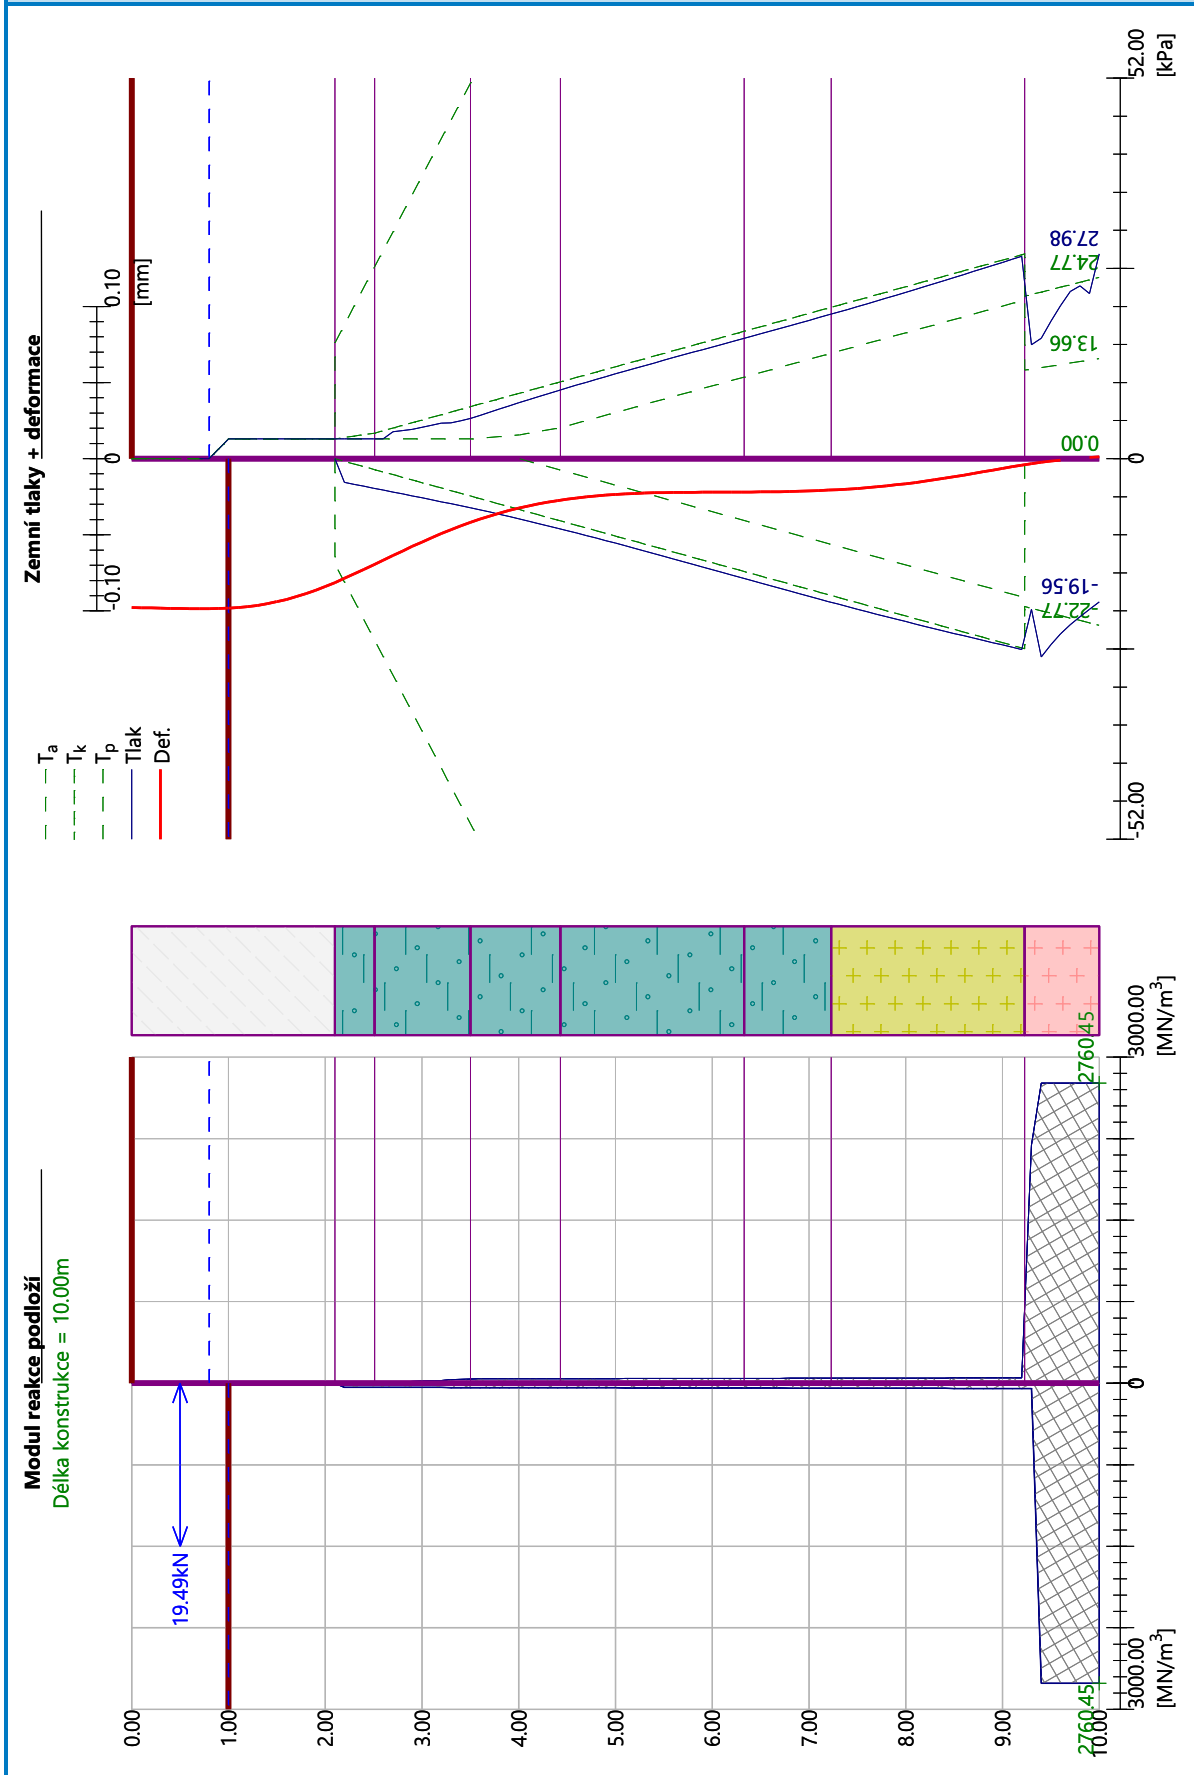 Modul reakce podloží
Délka konstrukce = 10.00m
19.49kN
0.00
1.00
2.00
3.00
4.00
5.00
6.00
7.00
8.00
9.00
10.00
3000.00
[MN/m³]
0
3000.00
[MN/m³]
2760.45
2760.45
Zemní tlaky + deformace
Tₐ
Tₖ
Tₚ
Tlak
Def.
-0.10
0
0.10
[mm]
-52.00
0
52.00
[kPa]
-19.56
-22.77
0.00
13.66
24.77
27.98